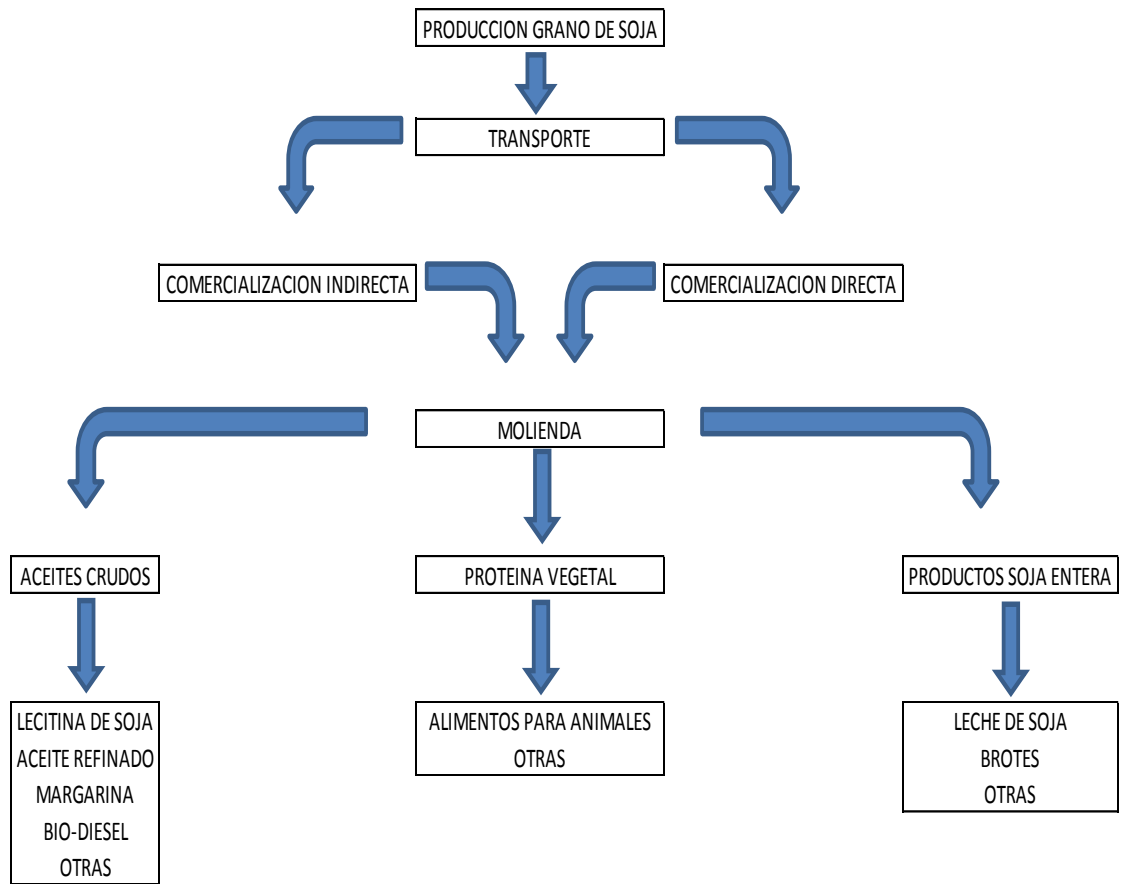 PRODUCCION GRANO DE SOJA
TRANSPORTE
COMERCIALIZACION INDIRECTA
COMERCIALIZACION DIRECTA
MOLIENDA
ACEITES CRUDOS
PROTEINA VEGETAL
PRODUCTOS SOJA ENTERA
LECITINA DE SOJA
ACEITE REFINADO
MARGARINA
BIO-DIESEL
OTRAS
ALIMENTOS PARA ANIMALES
OTRAS
LECHE DE SOJA
BROTES
OTRAS